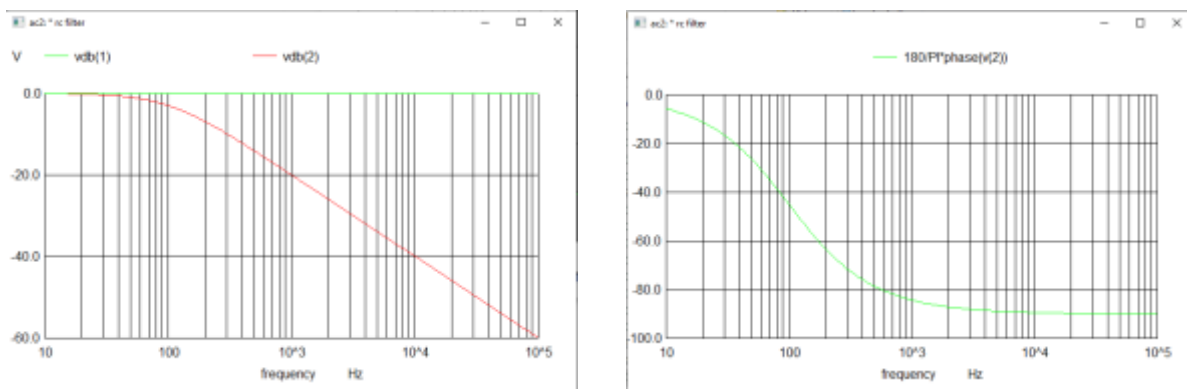 ac2: * rc filter
V vdb(1) vdb(2)
0.0
-20.0
-40.0
-60.0
10 100 10^3 10^4 10^5
frequency Hz
ac2: * rc filter
180/PI*phase(v(2))
0.0
-20.0
-40.0
-60.0
-80.0
-100.0
10 100 10^3 10^4 10^5
frequency Hz